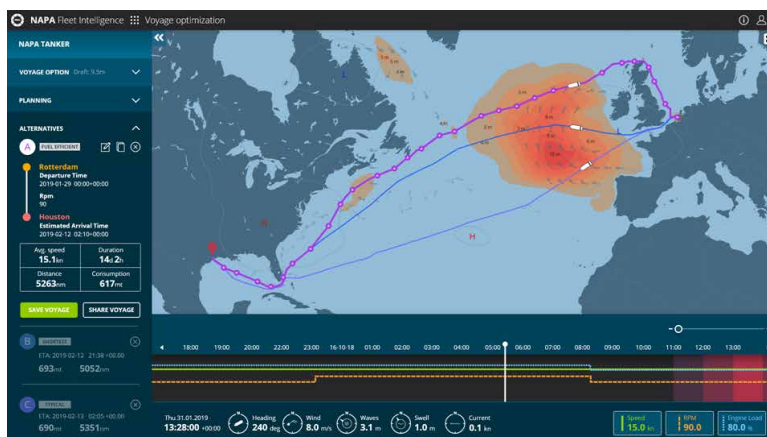 NAPA Fleet Intelligence Voyage optimization
NAPA TANKER
VOYAGE OPTION Draft: 9.5m
PLANNING
ALTERNATIVES
A FUEL EFFICIENT
Rotterdam
Departure Time
2019-01-29 00:00+00:00
Rpm
90
Houston
Estimated Arrival Time
2019-02-12 02:10+00:00
Avg. speed
15.1kn
Duration
14d 2h
Distance
5263nm
Consumption
617mt
SAVE VOYAGE
SHARE VOYAGE
B SHORTEST
ETA: 2019-02-12 21:38 +00:00
693mt 5052nm
C TYPICAL
ETA: 2019-02-13 02:05 +00:00
690mt 5351nm
L
H
18:00 19:00 20:00 21:00 22:00 23:00 16-10-18 01:00 02:00 03:00 04:00 05:00 06:00 07:00 08:00 09:00 10:00 11:00 12:00 13:00
Thu 31.01.2019
13:28:00 +00:00
Heading
240 deg
Wind
8.0 m/s
Waves
3.1 m
Swell
1.0 m
Current
0.1 kn
Speed
15.0 kn
RPM
90.0
Engine Load
80.0 %